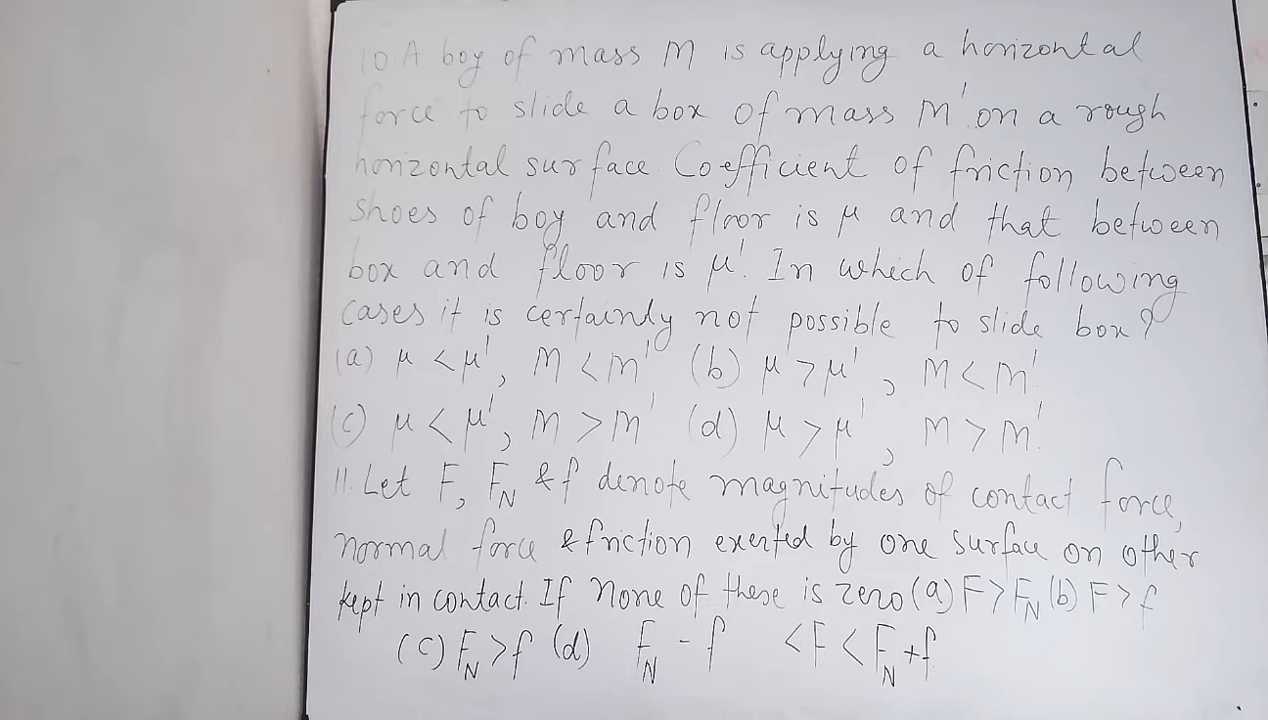 10. A boy of mass M is applying a horizontal
force to slide a box of mass M' on a rough
horizontal surface. Coefficient of friction between
shoes of boy and floor is μ and that between
box and floor is μ'. In which of following
cases it is certainly not possible to slide box?
(a) μ < μ', M < M' (b) μ > μ', M < M'
(c) μ < μ', M > M' (d) μ > μ', M > M'
11. Let F, F_N & f denote magnitudes of contact force,
normal force & friction exerted by one surface on other
kept in contact. If none of these is zero (a) F > F_N (b) F > f
(c) F_N > f (d) F_N - f < F < F_N + f